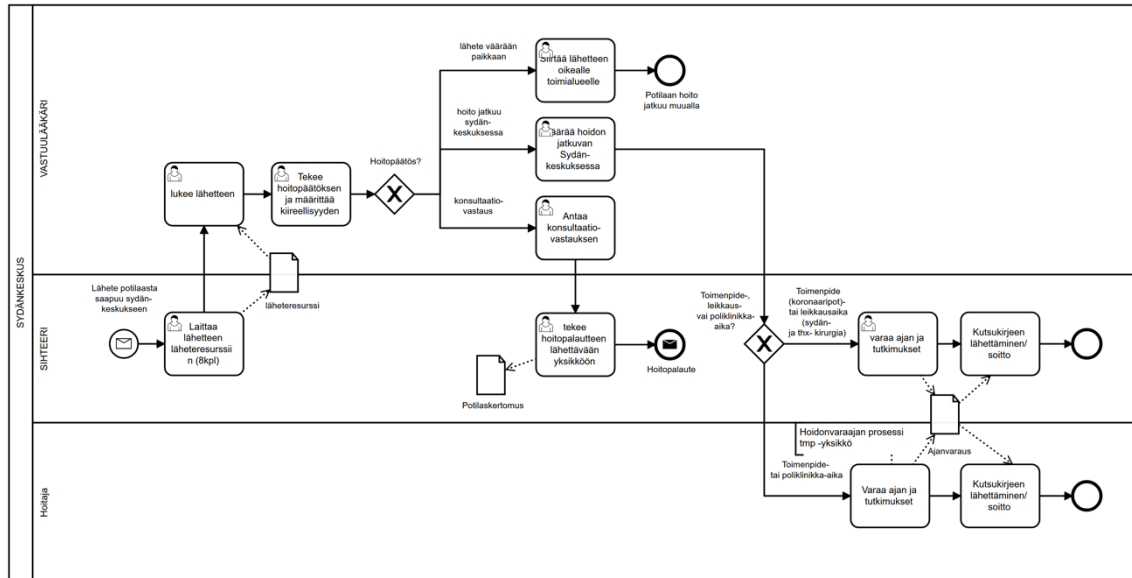 SYDÄNKESKUS
VASTUULÄÄKÄRI
lukee lähetteen
Tekee
hoitopäätöksen
ja määrittää
kiireellisyyden
Hoitopäätös?
lähete väärään
paikkaan
Siirtää lähetteen
oikealle
toimialueelle
Potilaan hoito
jatkuu muualla
hoito jatkuu
sydän-
keskuksessa
Määrää hoidon
jatkuvan
Sydän-
keskuksessa
konsultaatio-
vastaus
Antaa
konsultaatio-
vastauksen
SIHTEERI
Lähete potilaasta
saapuu sydän-
keskukseen
Laittaa
lähetteen
läheteresurssii
n (8kpl)
läheteresurssi
Potilaskertomus
tekee
hoitopalautteen
lähettävään
yksikköön
Hoitopalaute
Toimenpide-,
leikkaus-
vai poliklinikka-
aika?
Toimenpide
(koronaaripot)-
tai leikkausaika
(sydän-
ja thx- kirurgia)
varaa ajan ja
tutkimukset
Kutsukirjeen
lähettäminen/
soitto
Ajanvaraus
Hoitaja
Hoidonvaraajan prosessi
tmp -yksikkö
Toimenpide-
tai poliklinikka-aika
Varaa ajan ja
tutkimukset
Kutsukirjeen
lähettäminen/
soitto